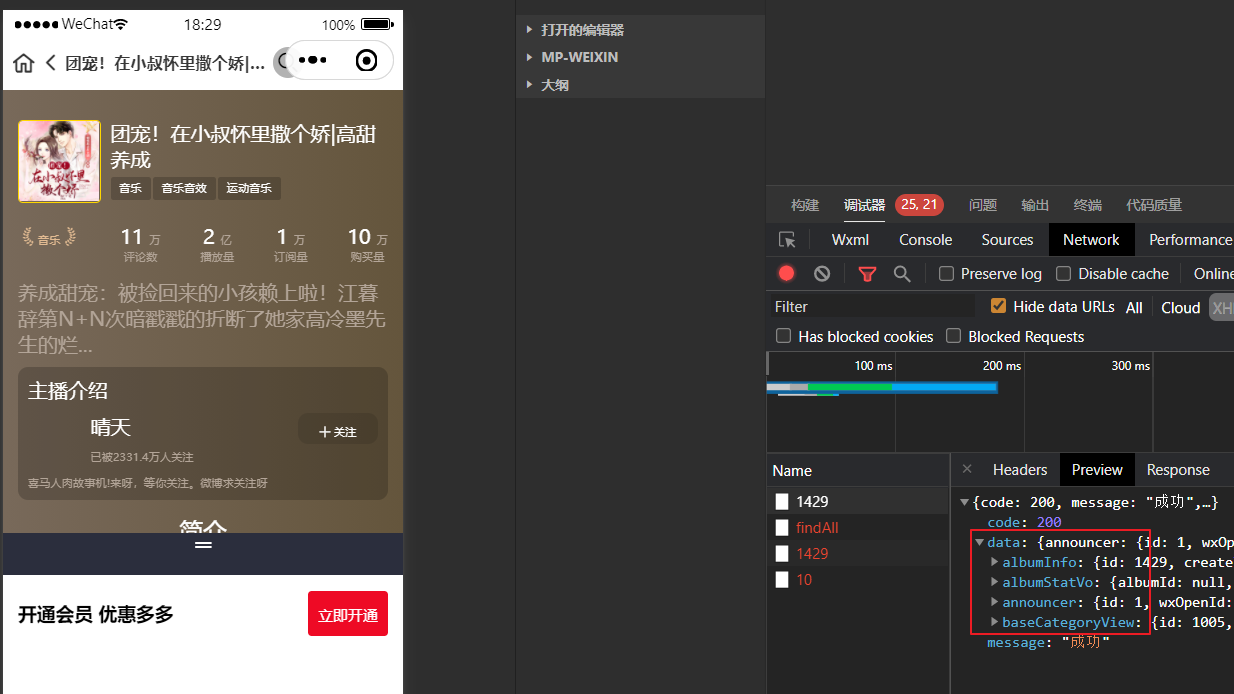 WeChat 18:29 100%
团宠！在小叔怀里撒个娇|...
团宠！在小叔怀里撒个娇|高甜
养成
音乐 音乐音效 运动音乐
音乐 11 万 2 亿 1 万 10 万
评论数 播放量 订阅量 购买量
养成甜宠：被捡回来的小孩赖上啦！江暮
辞第N+N次暗戳戳的折断了她家高冷墨先
生的烂...
主播介绍
晴天
＋关注
已被2331.4万人关注
喜马人肉故事机!来呀，等你关注。微博求关注呀
简介
开通会员 优惠多多
立即开通
打开的编辑器
MP-WEIXIN
大纲
构建 调试器 25, 21 问题 输出 终端 代码质量
Wxml Console Sources Network Performance
Preserve log Disable cache Online
Filter Hide data URLs All Cloud XH
Has blocked cookies Blocked Requests
100 ms 200 ms 300 ms
Name
1429
findAll
1429
10
× Headers Preview Response
{code: 200, message: "成功",…}
code: 200
data: {announcer: {id: 1, wxOp
albumInfo: {id: 1429, create
albumStatVo: {albumId: null,
announcer: {id: 1, wxOpenId:
baseCategoryView: {id: 1005,
message: "成功"